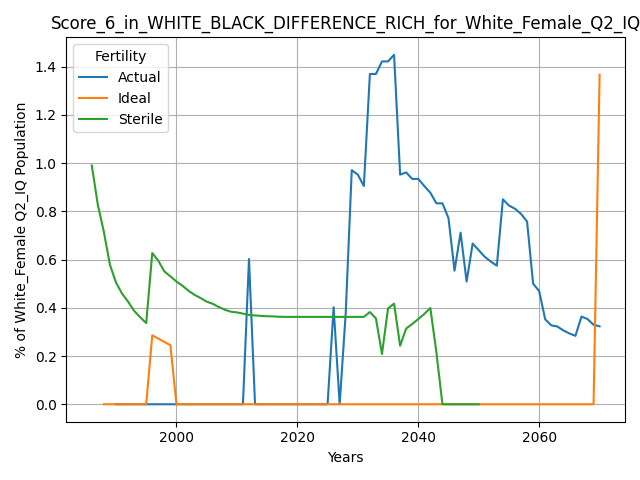 Score_6_in_WHITE_BLACK_DIFFERENCE_RICH_for_White_Female_Q2_IQ
Fertility
Actual
Ideal
Sterile
% of White_Female Q2_IQ Population
1.4
1.2
1.0
0.8
0.6
0.4
0.2
0.0
2000
2020
2040
2060
Years